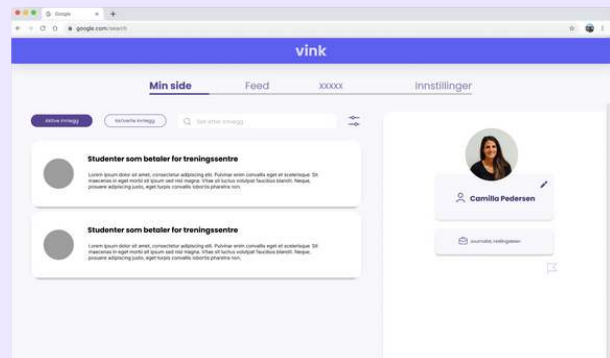 Google
google.com/search
vink
Min side
Feed
xxxxx
Innstillinger
Aktive innlegg
Aktiverte innlegg
Søk etter innlegg
Studenter som betaler for treningssentre
Lorem ipsum dolor sit amet, consectetur adipiscing elit. Pulvinar enim convallis eget et scelerisque. Sit
maecenas in eget morbi sit ipsum sed nisi magna. Vitae sit luctus volutpat faucibus blandit. Neque,
posuere adipiscing justo, eget turpis convallis lobortis pharetra non.
Studenter som betaler for treningssentre
Lorem ipsum dolor sit amet, consectetur adipiscing elit. Pulvinar enim convallis eget et scelerisque. Sit
maecenas in eget morbi sit ipsum sed nisi magna. Vitae sit luctus volutpat faucibus blandit. Neque,
posuere adipiscing justo, eget turpis convallis lobortis pharetra non.
Camilla Pedersen
Journalist,